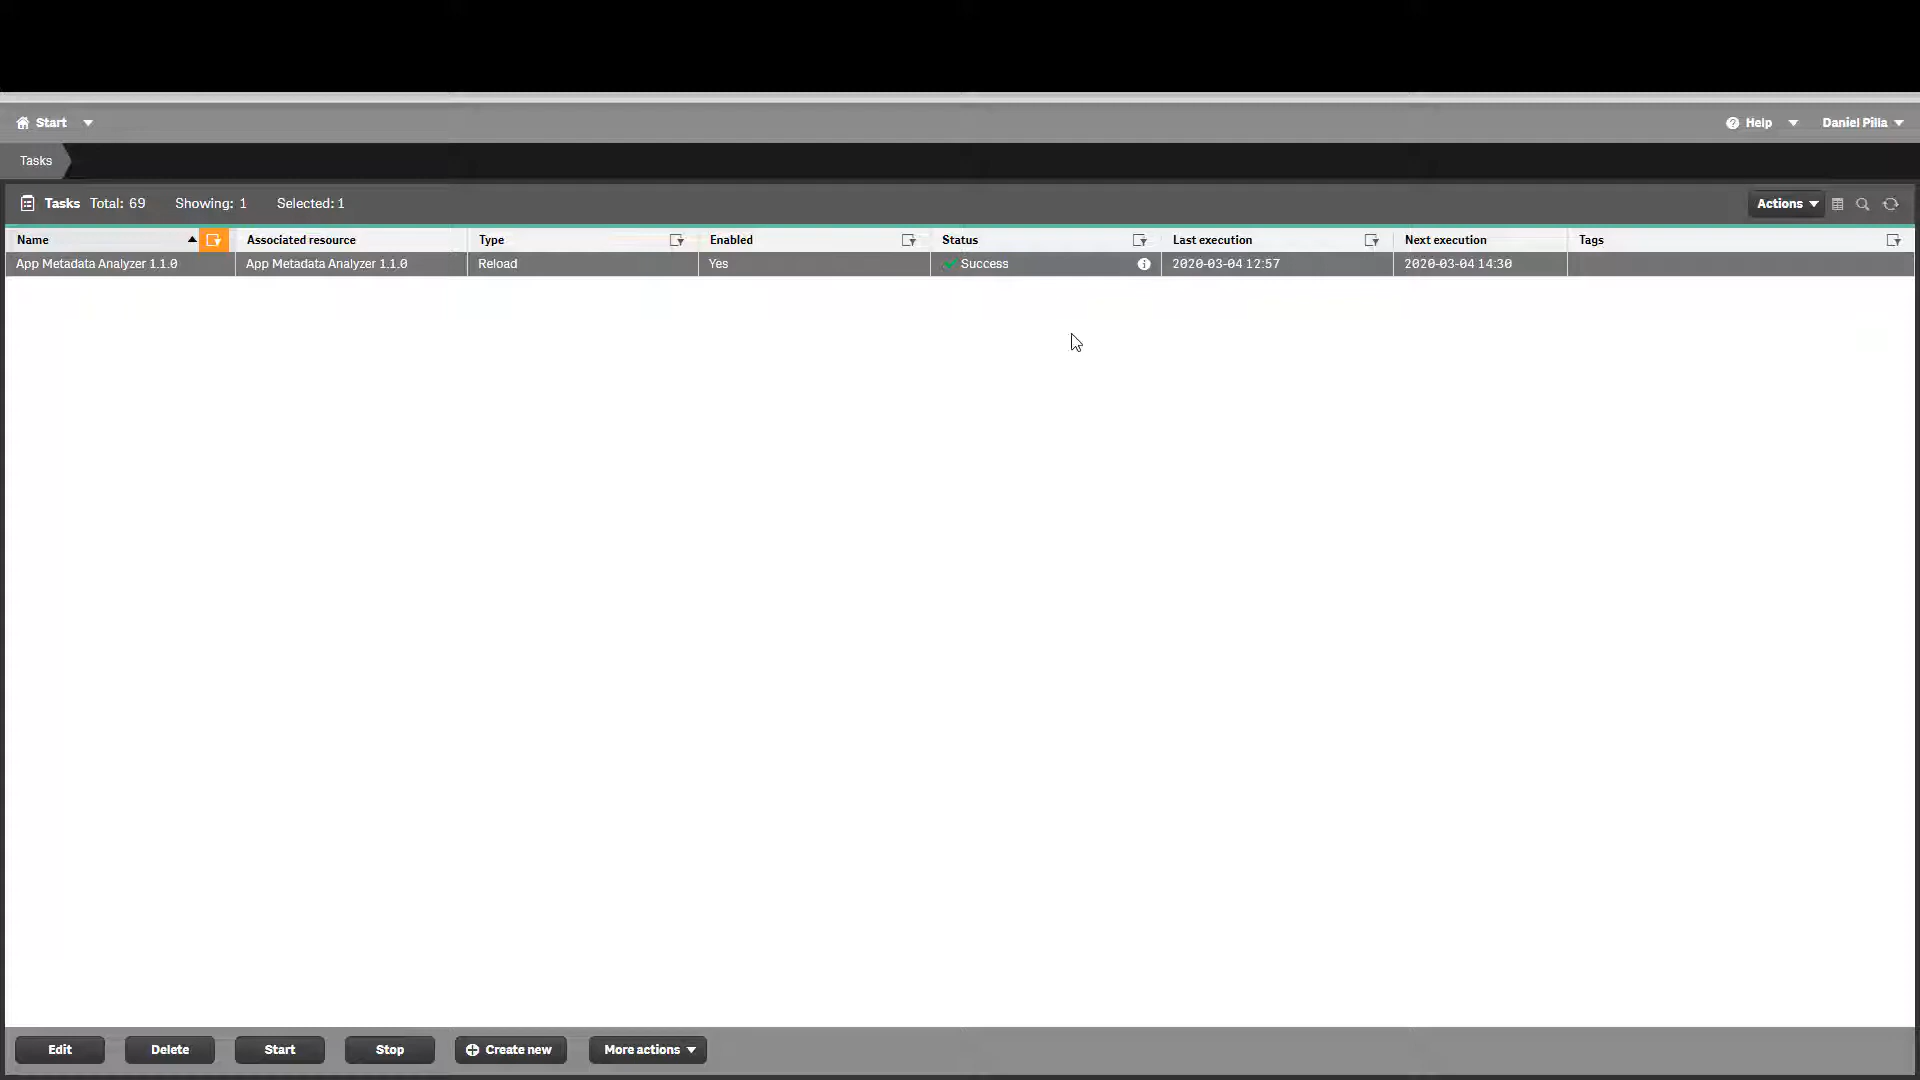 Start
Help
Daniel Pilla
Tasks
Tasks Total: 69 Showing: 1 Selected: 1
Actions
Name Associated resource Type Enabled Status Last execution Next execution Tags
App Metadata Analyzer 1.1.0 App Metadata Analyzer 1.1.0 Reload Yes Success 2020-03-04 12:57 2020-03-04 14:30
Edit Delete Start Stop Create new More actions